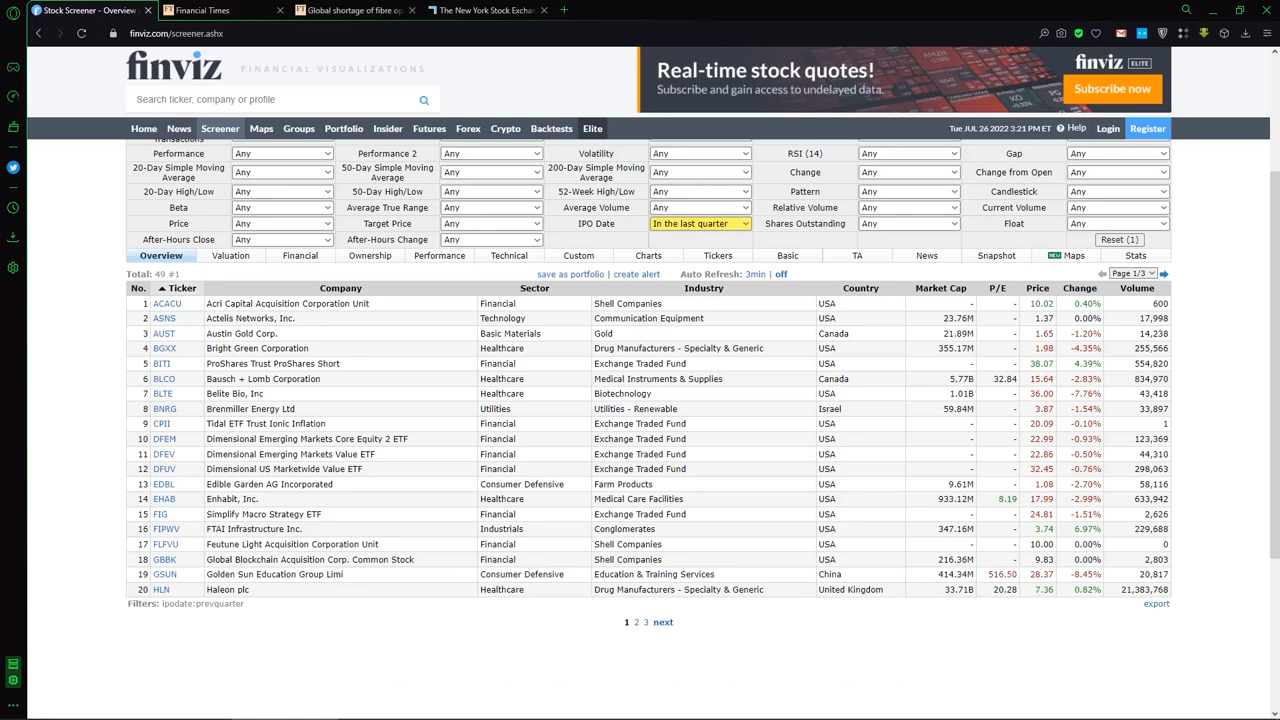 Stock Screener - Overview
Financial Times
Global shortage of fibre op
The New York Stock Exchan
finviz.com/screener.ashx
finviz FINANCIAL VISUALIZATIONS
Search ticker, company or profile
Real-time stock quotes!
Subscribe and gain access to undelayed data.
finviz ELITE
Subscribe now
Home News Screener Maps Groups Portfolio Insider Futures Forex Crypto Backtests Elite Tue JUL 26 2022 3:21 PM ET Help Login Register
Transactions
Performance Any Performance 2 Any Volatility Any RSI (14) Any Gap Any
20-Day Simple Moving Average Any 50-Day Simple Moving Average Any 200-Day Simple Moving Average Any Change Any Change from Open Any
20-Day High/Low Any 50-Day High/Low Any 52-Week High/Low Any Pattern Any Candlestick Any
Beta Any Average True Range Any Average Volume Any Relative Volume Any Current Volume Any
Price Any Target Price Any IPO Date In the last quarter Shares Outstanding Any Float Any
After-Hours Close Any After-Hours Change Any Reset (1)
Overview Valuation Financial Ownership Performance Technical Custom Charts Tickers Basic TA News Snapshot NEW Maps Stats
Total: 49 #1 save as portfolio | create alert Auto Refresh: 3min | off Page 1/3
No. Ticker Company Sector Industry Country Market Cap P/E Price Change Volume
1 ACACU Acri Capital Acquisition Corporation Unit Financial Shell Companies USA - - 10.02 0.40% 600
2 ASNS Actelis Networks, Inc. Technology Communication Equipment USA 23.76M - 1.37 0.00% 17,998
3 AUST Austin Gold Corp. Basic Materials Gold Canada 21.89M - 1.65 -1.20% 14,238
4 BGXX Bright Green Corporation Healthcare Drug Manufacturers - Specialty & Generic USA 355.17M - 1.98 -4.35% 255,566
5 BITI ProShares Trust ProShares Short Financial Exchange Traded Fund USA - - 38.07 4.39% 554,820
6 BLCO Bausch + Lomb Corporation Healthcare Medical Instruments & Supplies Canada 5.77B 32.84 15.64 -2.83% 834,970
7 BLTE Belite Bio, Inc Healthcare Biotechnology USA 1.01B - 36.00 -7.76% 43,418
8 BNRG Brenmiller Energy Ltd Utilities Utilities - Renewable Israel 59.84M - 3.87 -1.54% 33,897
9 CPII Tidal ETF Trust Ionic Inflation Financial Exchange Traded Fund USA - - 20.09 -0.10% 1
10 DFEM Dimensional Emerging Markets Core Equity 2 ETF Financial Exchange Traded Fund USA - - 22.99 -0.93% 123,369
11 DFEV Dimensional Emerging Markets Value ETF Financial Exchange Traded Fund USA - - 22.86 -0.50% 44,310
12 DFUV Dimensional US Marketwide Value ETF Financial Exchange Traded Fund USA - - 32.45 -0.76% 298,063
13 EDBL Edible Garden AG Incorporated Consumer Defensive Farm Products USA 9.61M - 1.08 -2.70% 58,116
14 EHAB Enhabit, Inc. Healthcare Medical Care Facilities USA 933.12M 8.19 17.99 -2.99% 633,942
15 FIG Simplify Macro Strategy ETF Financial Exchange Traded Fund USA - - 24.81 -1.51% 2,626
16 FIPWV FTAI Infrastructure Inc. Industrials Conglomerates USA 347.16M - 3.74 6.97% 229,688
17 FLFVU Feutune Light Acquisition Corporation Unit Financial Shell Companies USA - - 10.00 0.00% 0
18 GBBK Global Blockchain Acquisition Corp. Common Stock Financial Shell Companies USA 216.36M - 9.83 0.00% 2,803
19 GSUN Golden Sun Education Group Limi Consumer Defensive Education & Training Services China 414.34M 516.50 28.37 -8.45% 20,817
20 HLN Haleon plc Healthcare Drug Manufacturers - Specialty & Generic United Kingdom 33.71B 20.28 7.36 0.82% 21,383,768
Filters: ipodate:prevquarter export
1 2 3 next